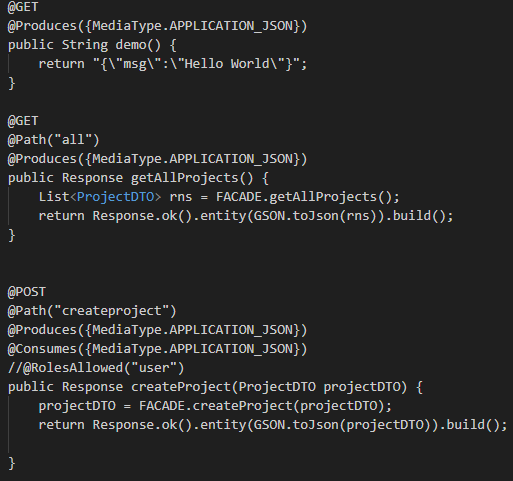 @GET
@Produces({MediaType.APPLICATION_JSON})
public String demo() {
    return "{\"msg\":\"Hello World\"}";
}
@GET
@Path("all")
@Produces({MediaType.APPLICATION_JSON})
public Response getAllProjects() {
    List<ProjectDTO> rns = FACADE.getAllProjects();
    return Response.ok().entity(GSON.toJson(rns)).build();
}
@POST
@Path("createproject")
@Produces({MediaType.APPLICATION_JSON})
@Consumes({MediaType.APPLICATION_JSON})
//@RolesAllowed("user")
public Response createProject(ProjectDTO projectDTO) {
    projectDTO = FACADE.createProject(projectDTO);
    return Response.ok().entity(GSON.toJson(projectDTO)).build();
}